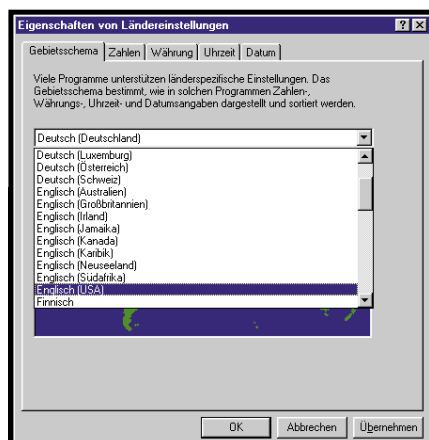 Eigenschaften von Ländereinstellungen
Gebietsschema Zahlen Währung Uhrzeit Datum
Viele Programme unterstützen länderspezifische Einstellungen. Das
Gebietsschema bestimmt, wie in solchen Programmen Zahlen-,
Währungs-, Uhrzeit- und Datumsangaben dargestellt und sortiert werden.
Deutsch (Deutschland)
Deutsch (Luxemburg)
Deutsch (Österreich)
Deutsch (Schweiz)
Englisch (Australien)
Englisch (Großbritannien)
Englisch (Irland)
Englisch (Jamaika)
Englisch (Kanada)
Englisch (Karibik)
Englisch (Neuseeland)
Englisch (Südafrika)
Englisch (USA)
Finnisch
OK Abbrechen Übernehmen